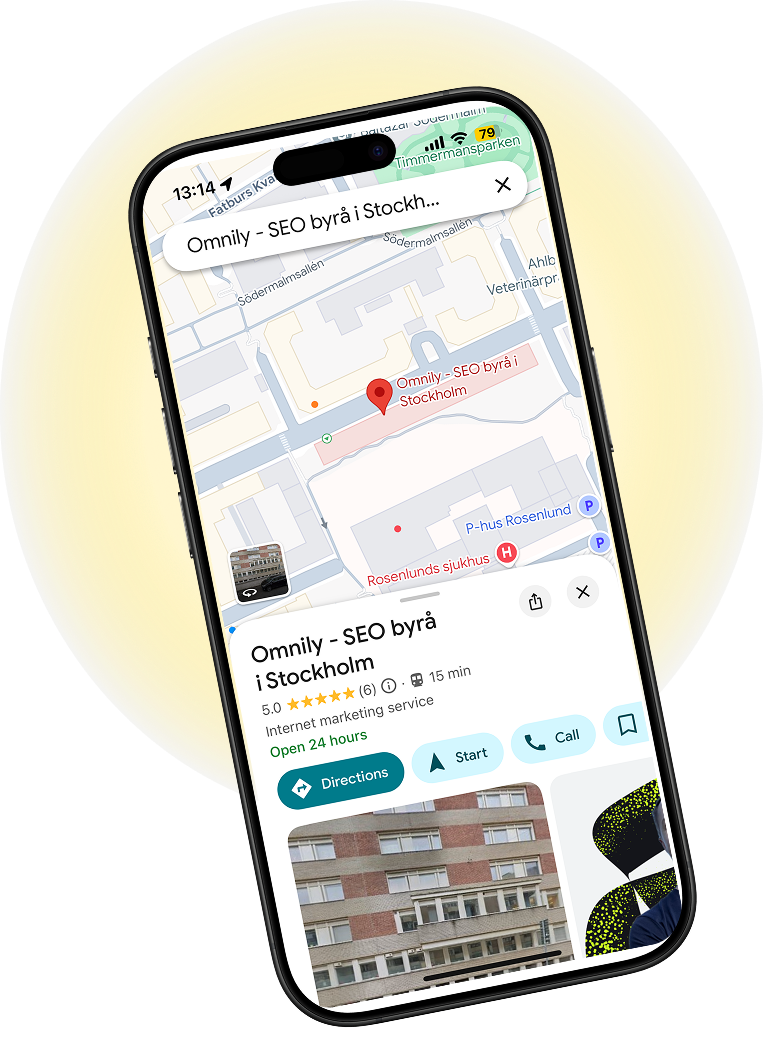 Baltazar Södermalm
13:14
79
Timmermansparken
Fatburs Kva
Omnily - SEO byrå i Stockh...
Södermalmsallén
Södermalmsallén
Ahlb
Veterinärpr
Omnily - SEO byrå i
Stockholm
P-hus Rosenlund P
P
Rosenlunds sjukhus H
Omnily - SEO byrå
i Stockholm
5.0 (6) · 15 min
Internet marketing service
Open 24 hours
Directions
Start
Call